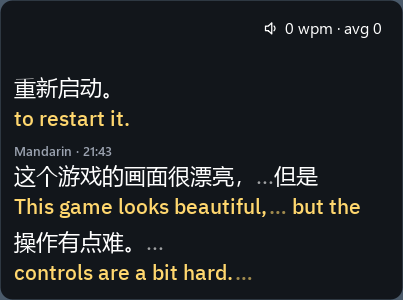 0 wpm · avg 0
重新启动。
to restart it.
Mandarin · 21:43
这个游戏的画面很漂亮，…但是
This game looks beautiful,... but the
操作有点难。…
controls are a bit hard....